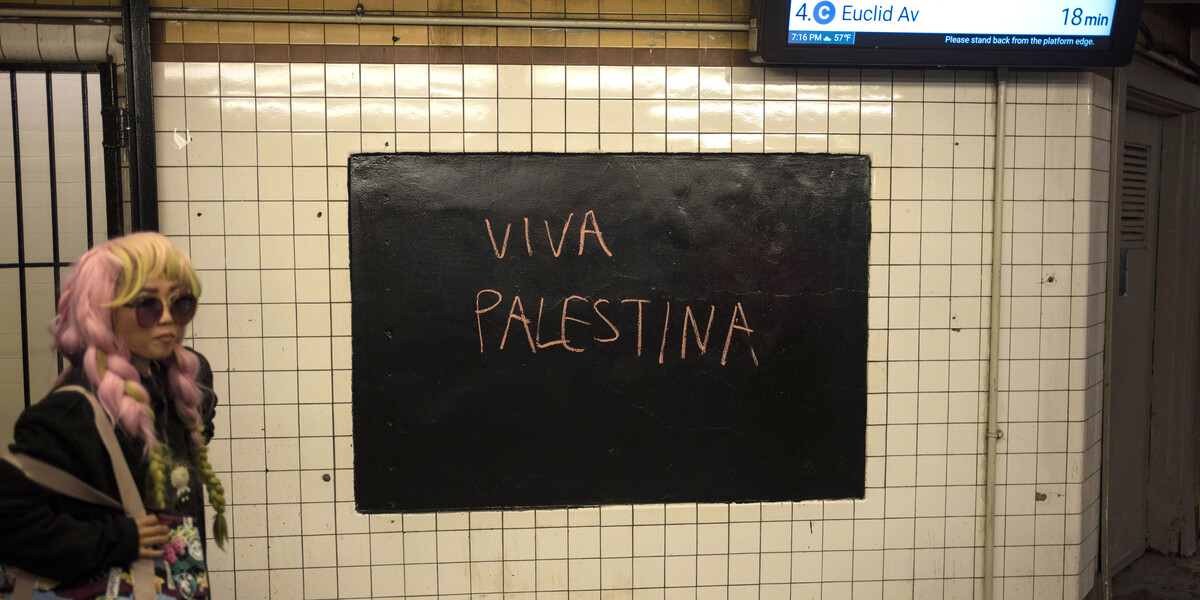 4. C Euclid Av 18 min
7:16 PM 57°F Please stand back from the platform edge.
VIVA
PALESTINA